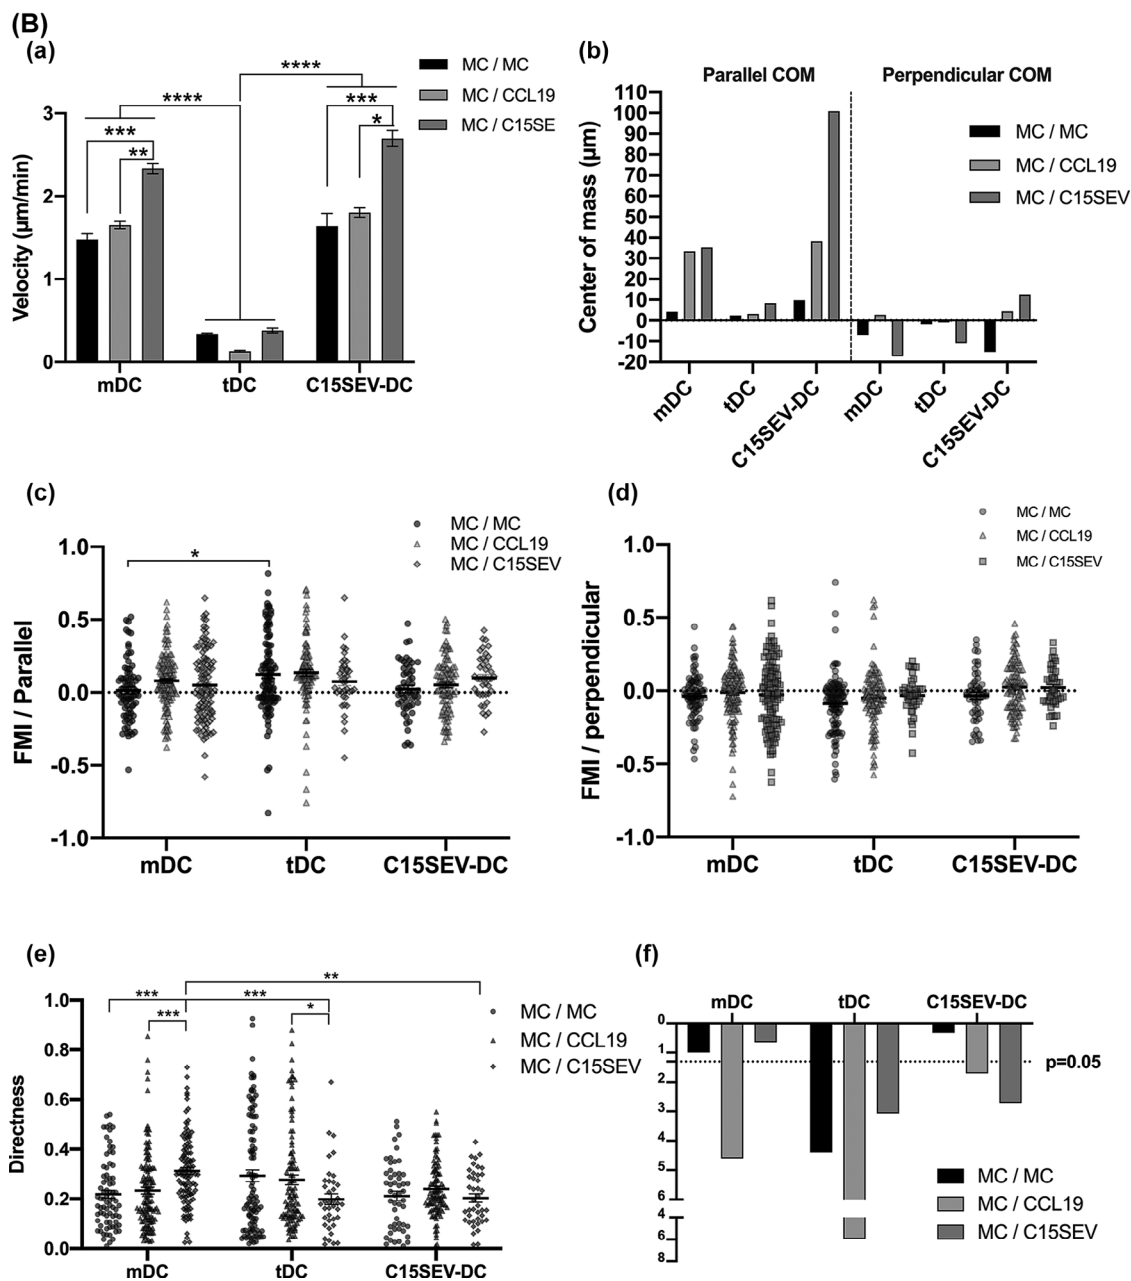 (B)
(a)
MC / MC
MC / CCL19
MC / C15SE
****
****
***
**
***
*
Velocity (µm/min)
3
2
1
0
mDC
tDC
C15SEV-DC
(b)
Parallel COM
Perpendicular COM
MC / MC
MC / CCL19
MC / C15SEV
Center of mass (µm)
110
100
90
80
70
60
50
40
30
20
10
0
-10
-20
mDC
tDC
C15SEV-DC
mDC
tDC
C15SEV-DC
(c)
MC / MC
MC / CCL19
MC / C15SEV
*
FMI / Parallel
1.0
0.5
0.0
-0.5
-1.0
mDC
tDC
C15SEV-DC
(d)
MC / MC
MC / CCL19
MC / C15SEV
FMI / perpendicular
1.0
0.5
0.0
-0.5
-1.0
mDC
tDC
C15SEV-DC
(e)
**
***
***
***
*
MC / MC
MC / CCL19
MC / C15SEV
Directness
1.0
0.8
0.6
0.4
0.2
0.0
mDC
tDC
C15SEV-DC
(f)
mDC
tDC
C15SEV-DC
0
1
2
3
4
5
6
4
6
8
p=0.05
MC / MC
MC / CCL19
MC / C15SEV